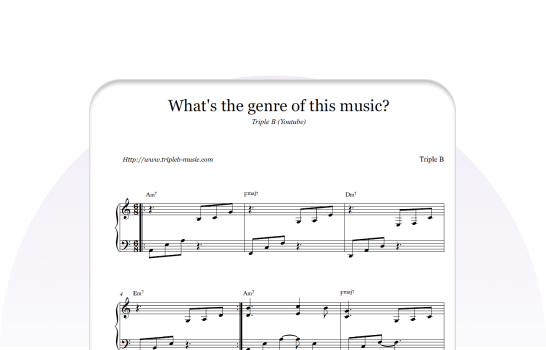 What's the genre of this music?
Triple B (Youtube)
Http://www.tripleb-music.com
Triple B
Am7 Fmaj7 Dm7
4 Em7 Am7 Fmaj7